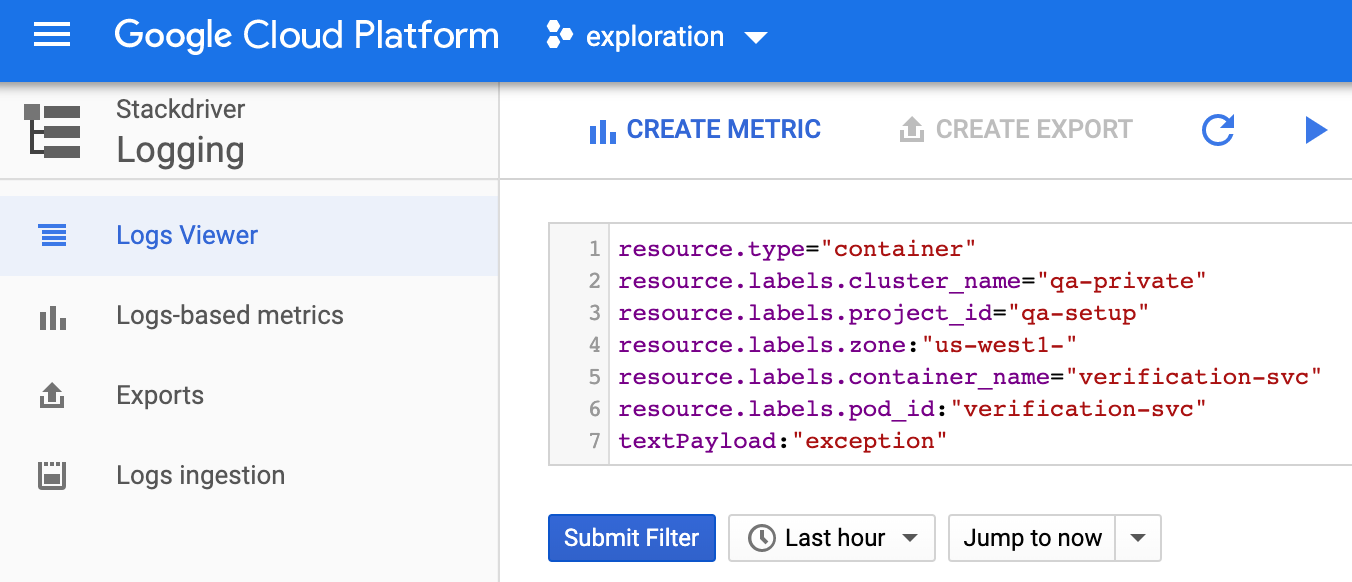 Google Cloud Platform exploration
Stackdriver
Logging
CREATE METRIC CREATE EXPORT
Logs Viewer
Logs-based metrics
Exports
Logs ingestion
1 resource.type="container"
2 resource.labels.cluster_name="qa-private"
3 resource.labels.project_id="qa-setup"
4 resource.labels.zone:"us-west1-"
5 resource.labels.container_name="verification-svc"
6 resource.labels.pod_id:"verification-svc"
7 textPayload:"exception"
Submit Filter Last hour Jump to now